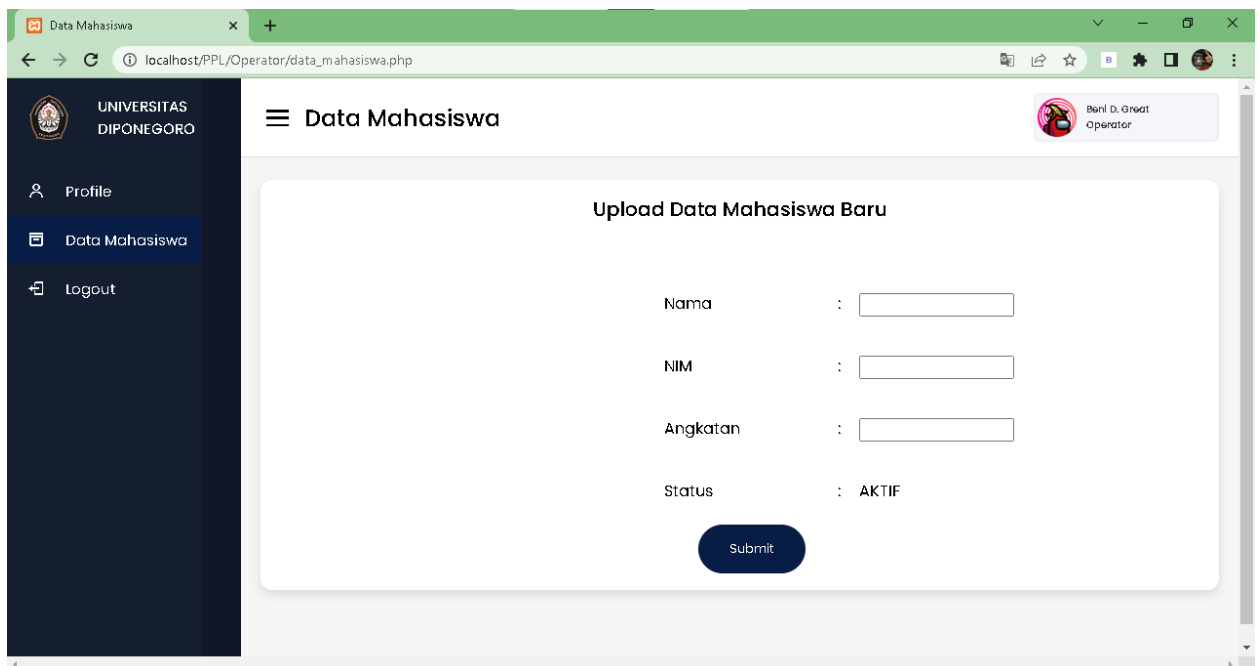 Data Mahasiswa
localhost/PPL/Operator/data_mahasiswa.php
B
UNIVERSITAS
DIPONEGORO
Data Mahasiswa
Beni D. Great
Operator
Profile
Data Mahasiswa
Logout
Upload Data Mahasiswa Baru
Nama :
NIM :
Angkatan :
Status : AKTIF
Submit